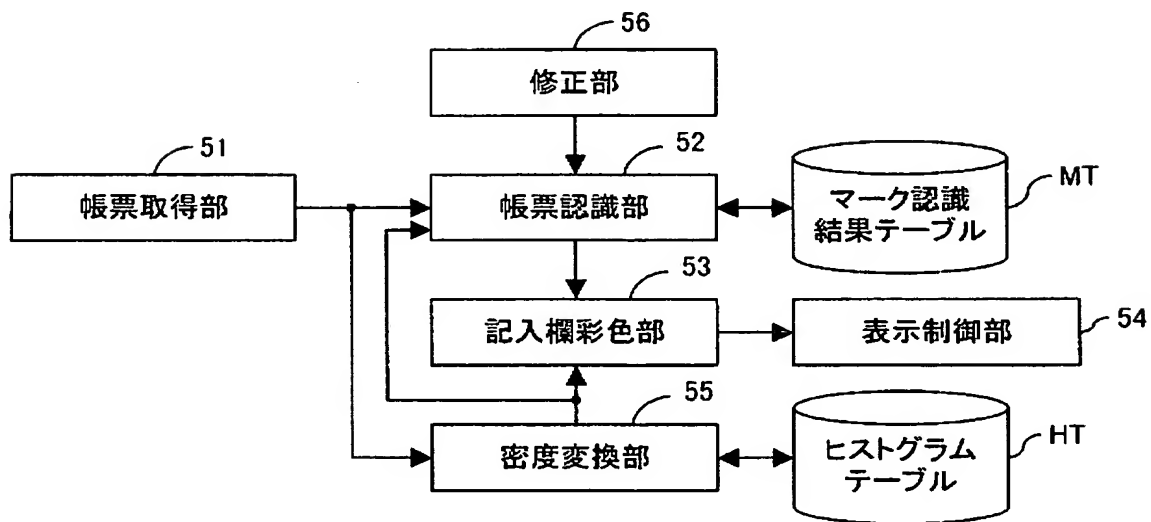 56
修正部
51
帳票取得部
52
帳票認識部
マーク認識
結果テーブル
MT
53
記入欄彩色部
表示制御部
54
55
密度変換部
ヒストグラム
テーブル
HT